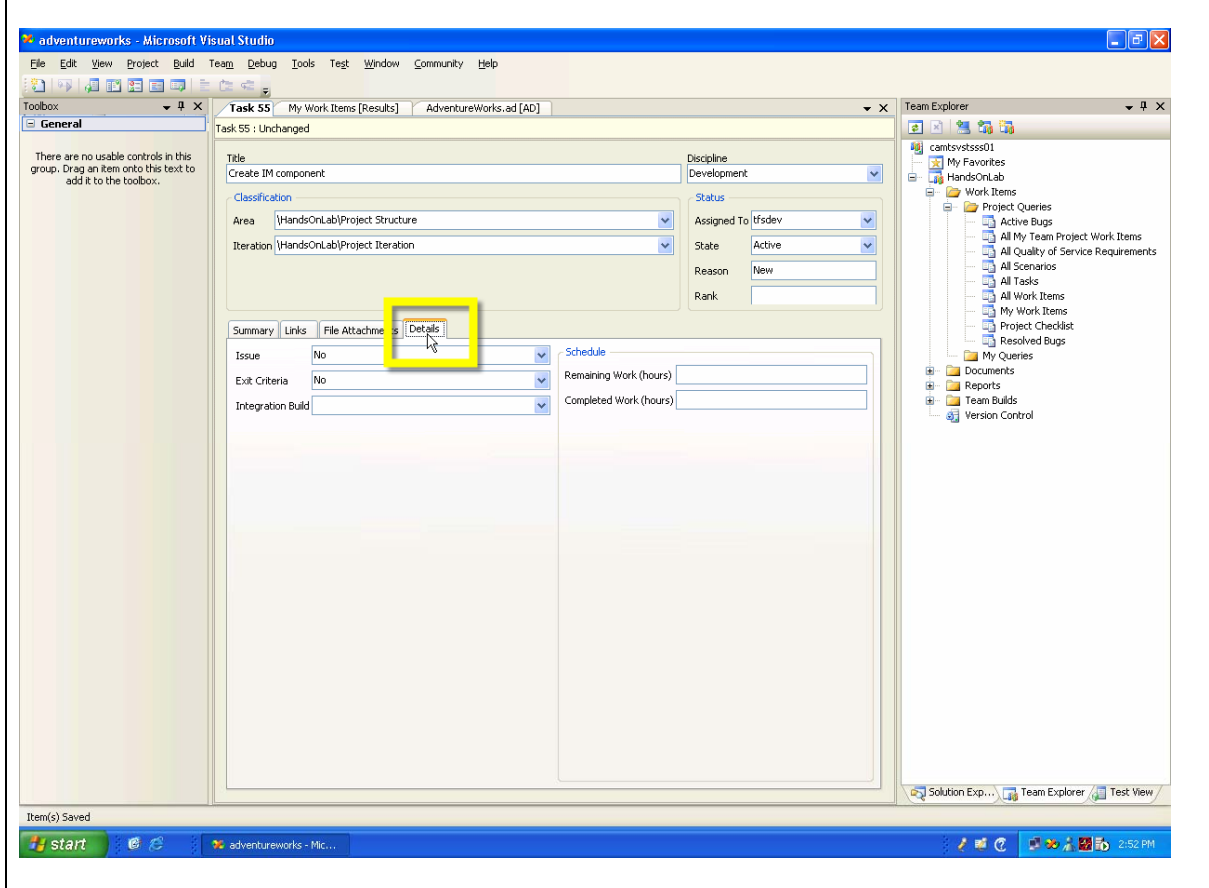 adventureworks - Microsoft Visual Studio
File Edit View Project Build Team Debug Tools Test Window Community Help
Toolbox
General
There are no usable controls in this
group. Drag an item onto this text to
add it to the toolbox.
Task 55 My Work Items [Results] AdventureWorks.ad [AD]
Task 55 : Unchanged
Title
Create IM component
Discipline
Development
Classification
Area \HandsOnLab\Project Structure
Iteration \HandsOnLab\Project Iteration
Status
Assigned To tfsdev
State Active
Reason New
Rank
Summary Links File Attachments Details
Issue No
Exit Criteria No
Integration Build
Schedule
Remaining Work (hours)
Completed Work (hours)
Team Explorer
camtsvstsss01
My Favorites
HandsOnLab
Work Items
Project Queries
Active Bugs
All My Team Project Work Items
All Quality of Service Requirements
All Scenarios
All Tasks
All Work Items
My Work Items
Project Checklist
Resolved Bugs
My Queries
Documents
Reports
Team Builds
Version Control
Solution Exp... Team Explorer Test View
Item(s) Saved
start adventureworks - Mic... 2:52 PM